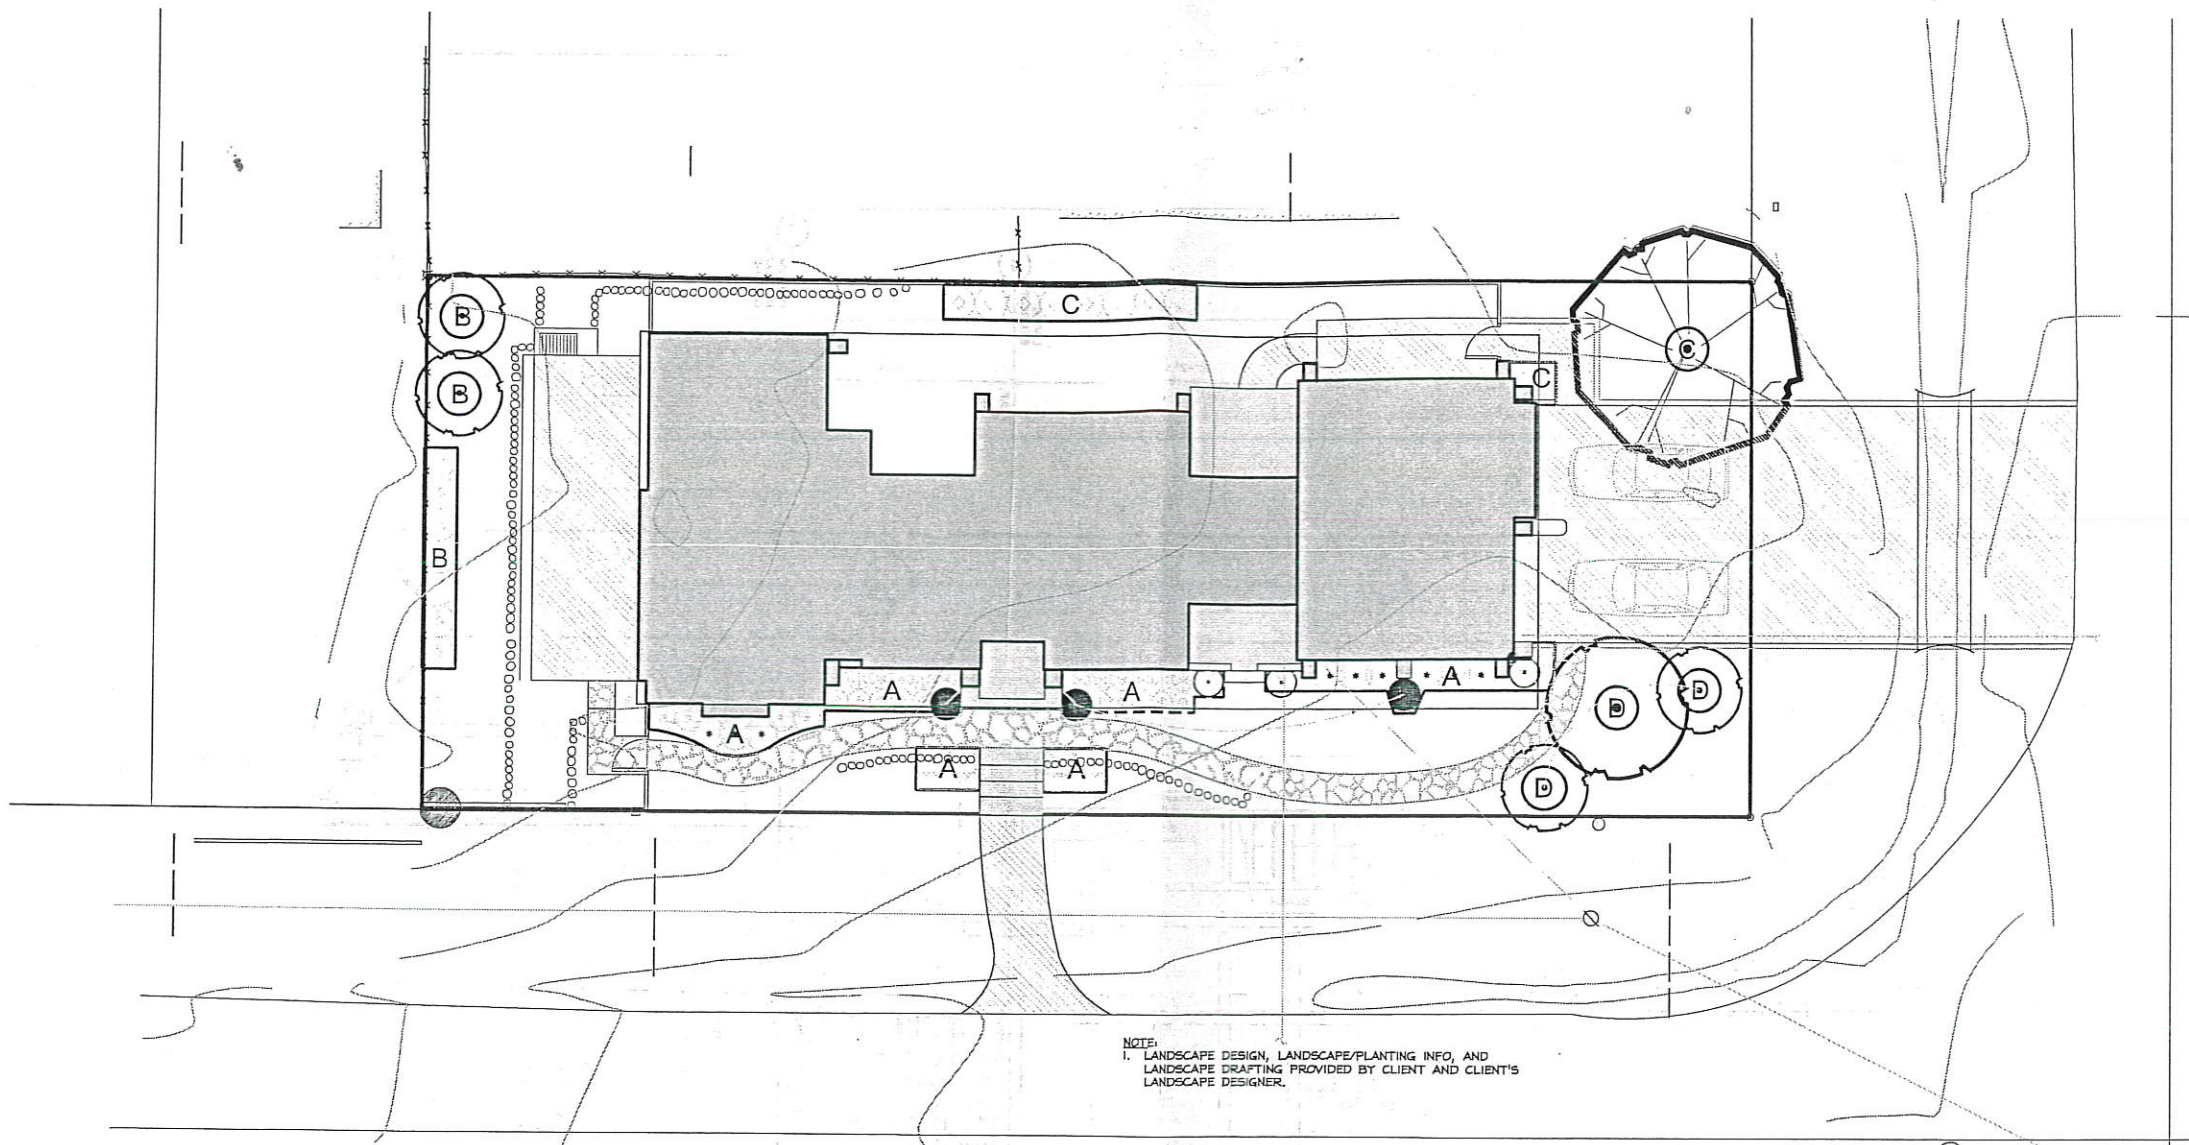 C
B
C
C
B
B
A
A
A
D
D
A
A
A
D
NOTE:
1. LANDSCAPE DESIGN, LANDSCAPE/PLANTING INFO, AND
LANDSCAPE DRAFTING PROVIDED BY CLIENT AND CLIENT'S
LANDSCAPE DESIGNER.